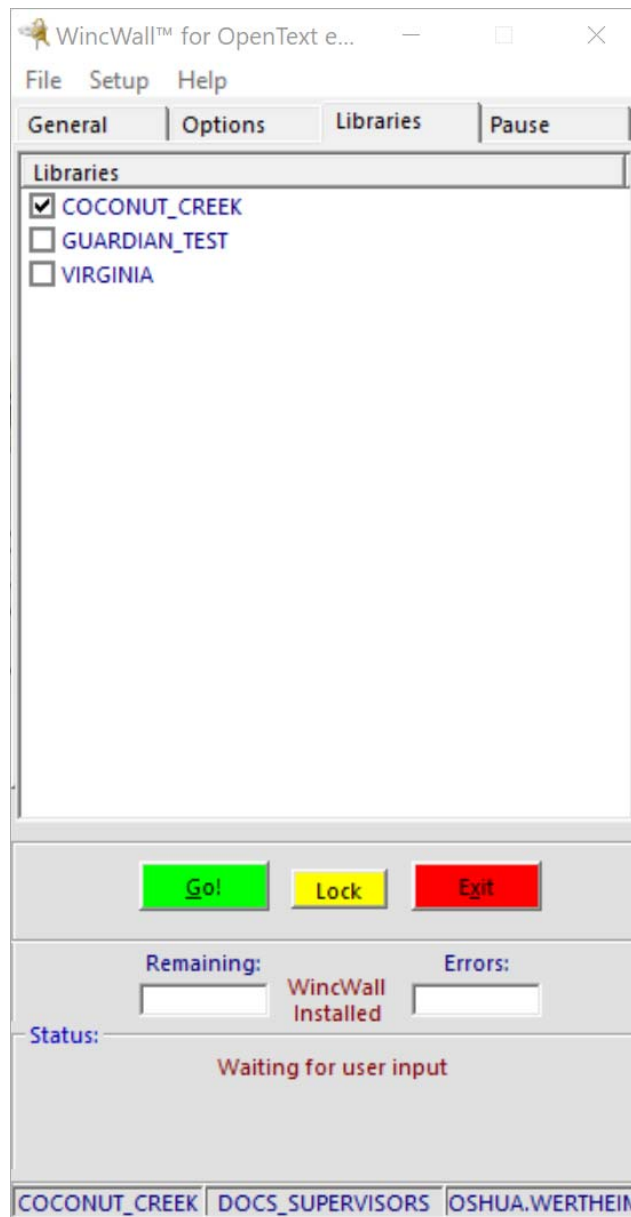 WincWall™ for OpenText e...
File Setup Help
General Options Libraries Pause
Libraries
COCONUT_CREEK
GUARDIAN_TEST
VIRGINIA
Go! Lock Exit
Remaining: Errors:
WincWall
Installed
Status:
Waiting for user input
COCONUT_CREEK DOCS_SUPERVISORS OSHUA.WERTHEIM